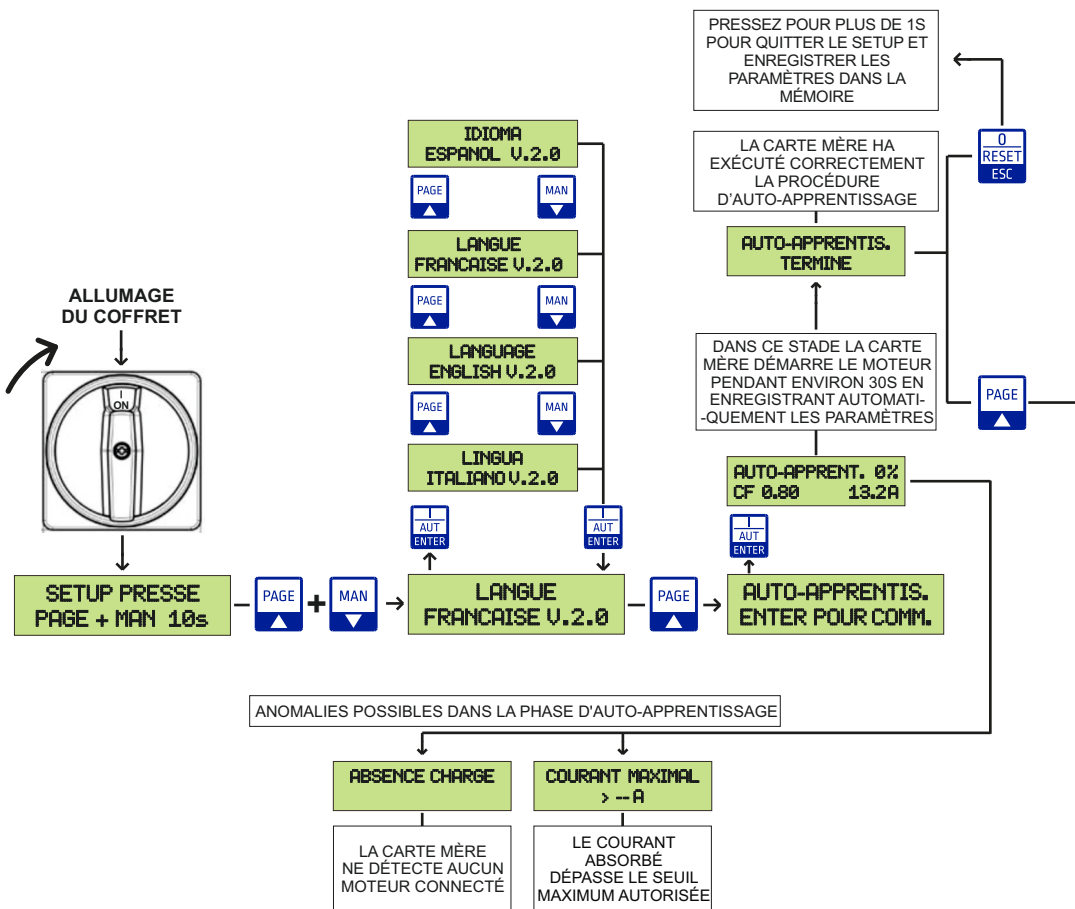 PRESSEZ POUR PLUS DE 1S
POUR QUITTER LE SETUP ET
ENREGISTRER LES
PARAMÈTRES DANS LA
MÉMOIRE
0
RESET
ESC
LA CARTE MÈRE HA
EXÉCUTÉ CORRECTEMENT
LA PROCÉDURE
D'AUTO-APPRENTISSAGE
AUTO-APPRENTIS.
TERMINE
DANS CE STADE LA CARTE
MÈRE DÉMARRE LE MOTEUR
PENDANT ENVIRON 30S EN
ENREGISTRANT AUTOMATI-
-QUEMENT LES PARAMÈTRES
PAGE
AUTO-APPRENT. 0%
CF 0.80 13.2A
I
AUT
ENTER
IDIOMA
ESPANOL V.2.0
PAGE
MAN
LANGUE
FRANCAISE V.2.0
PAGE
MAN
LANGUAGE
ENGLISH V.2.0
PAGE
MAN
LINGUA
ITALIANO V.2.0
I
AUT
ENTER
I
AUT
ENTER
ALLUMAGE
DU COFFRET
I
ON
SETUP PRESSE
PAGE + MAN 10s
PAGE
+
MAN
LANGUE
FRANCAISE V.2.0
PAGE
AUTO-APPRENTIS.
ENTER POUR COMM.
ANOMALIES POSSIBLES DANS LA PHASE D'AUTO-APPRENTISSAGE
ABSENCE CHARGE
LA CARTE MÈRE
NE DÉTECTE AUCUN
MOTEUR CONNECTÉ
COURANT MAXIMAL
> -- A
LE COURANT
ABSORBÉ
DÉPASSE LE SEUIL
MAXIMUM AUTORISÉE